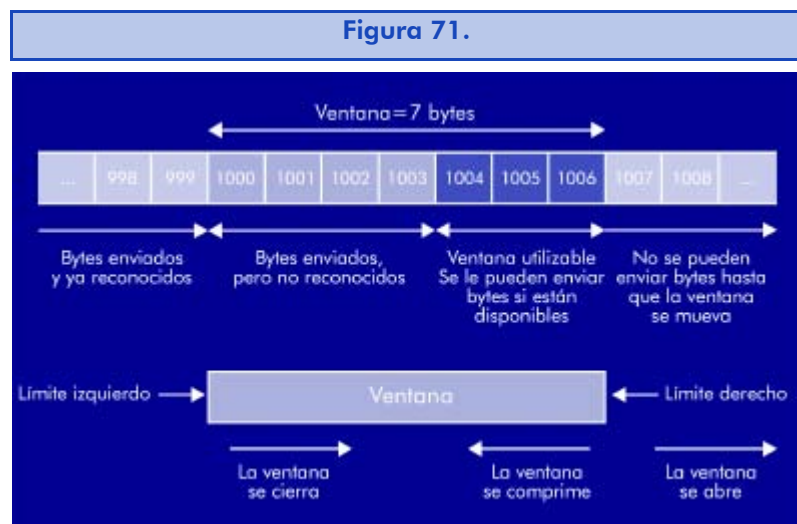 Figura 71.
Ventana=7 bytes
... 998 999 1000 1001 1002 1003 1004 1005 1006 1007 1008 ...
Bytes enviados
y ya reconocidos
Bytes enviados,
pero no reconocidos
Ventana utilizable
Se le pueden enviar
bytes si están
disponibles
No se pueden
enviar bytes hasta
que la ventana
se mueva
Límite izquierdo
Ventana
Límite derecho
La ventana
se cierra
La ventana
se comprime
La ventana
se abre